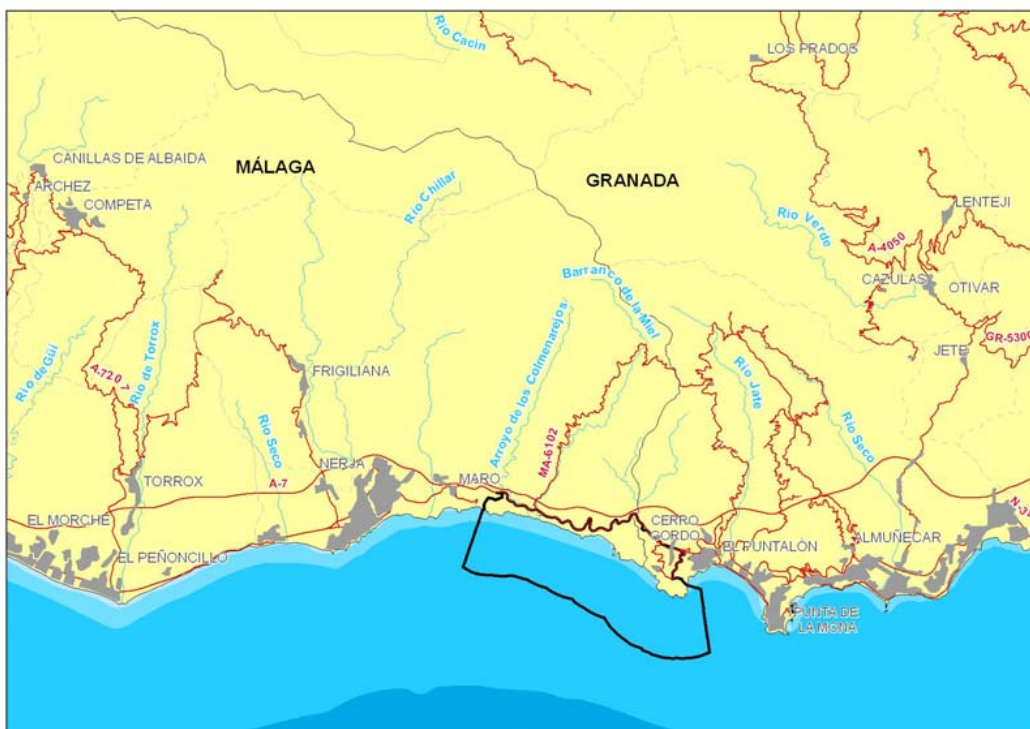 Río Cacín
LOS PRADOS
CANILLAS DE ALBAIDA
MÁLAGA
GRANADA
ARCHEZ
COMPETA
Río Chillar
Río Verde
LENTEJI
A-4050
Barranco de la Miel
CAZULAS
OTIVAR
Río de Güi
A-7207
Río de Torrox
FRIGILIANA
Arroyo de los Colmenarejos
MA-6102
Río Jate
GR-5300
JETE
Río Seco
Río Seco
NERJA
MARO
TORROX
A-7
EL MORCHE
CERRO
GORDO
EL PEÑONCILLO
EL PUNTALÓN
ALMUÑECAR
PUNTA DE
LA MONA